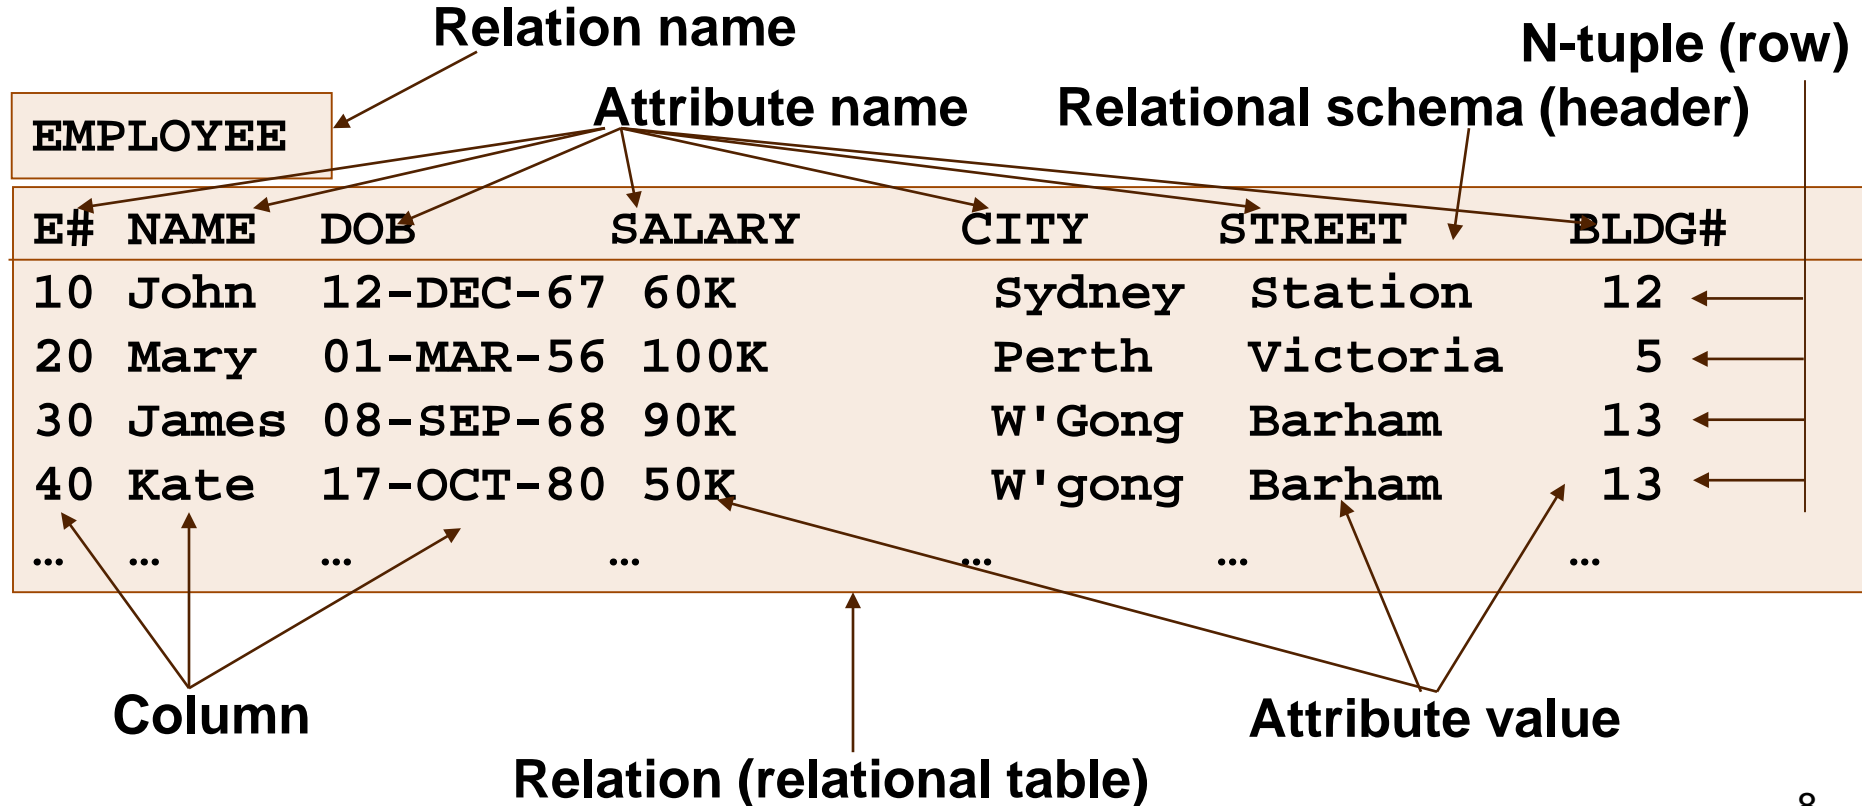 Relation name
N-tuple (row)
Attribute name
Relational schema (header)
EMPLOYEE
E# NAME DOB SALARY CITY STREET BLDG#
10 John 12-DEC-67 60K Sydney Station 12
20 Mary 01-MAR-56 100K Perth Victoria 5
30 James 08-SEP-68 90K W'Gong Barham 13
40 Kate 17-OCT-80 50K W'gong Barham 13
… … … … … … …
Column
Attribute value
Relation (relational table)
8